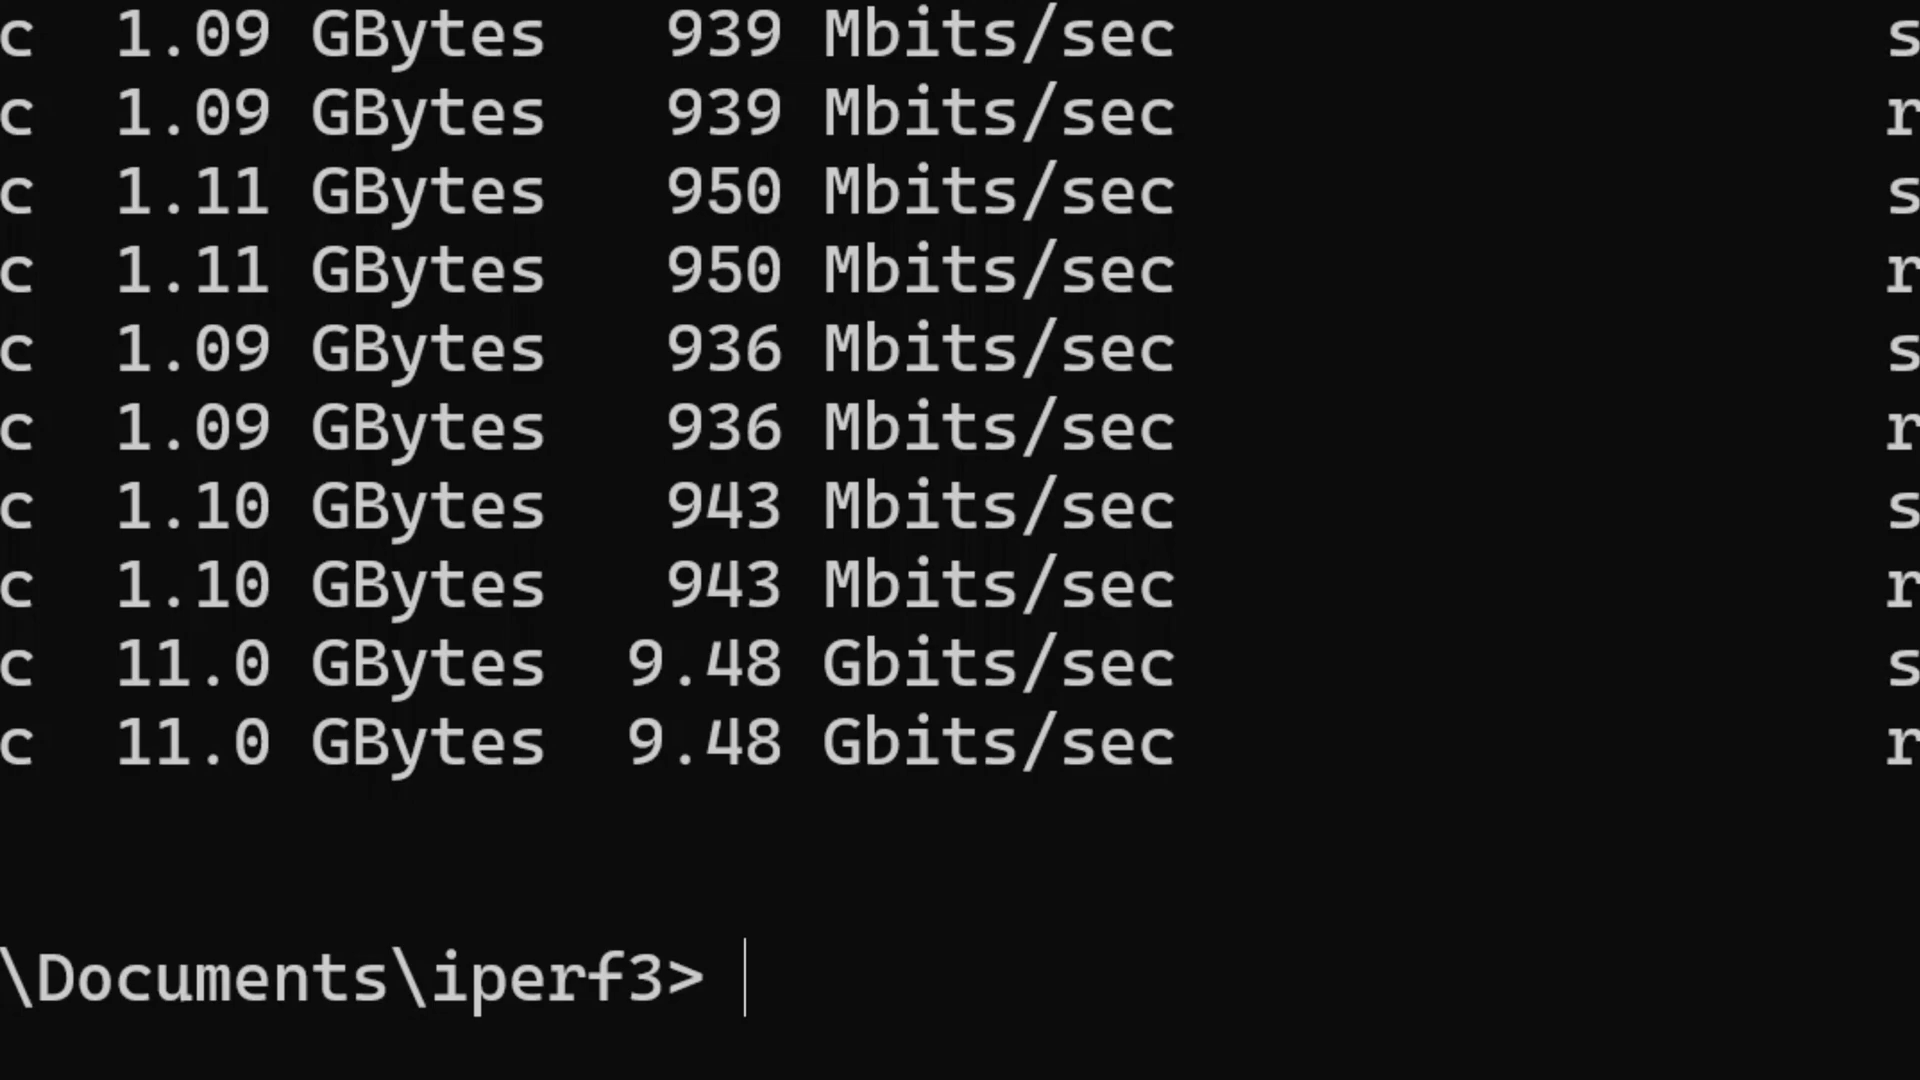 c 1.09 GBytes 939 Mbits/sec s
c 1.09 GBytes 939 Mbits/sec r
c 1.11 GBytes 950 Mbits/sec s
c 1.11 GBytes 950 Mbits/sec r
c 1.09 GBytes 936 Mbits/sec s
c 1.09 GBytes 936 Mbits/sec r
c 1.10 GBytes 943 Mbits/sec s
c 1.10 GBytes 943 Mbits/sec r
c 11.0 GBytes 9.48 Gbits/sec s
c 11.0 GBytes 9.48 Gbits/sec r
\Documents\iperf3>